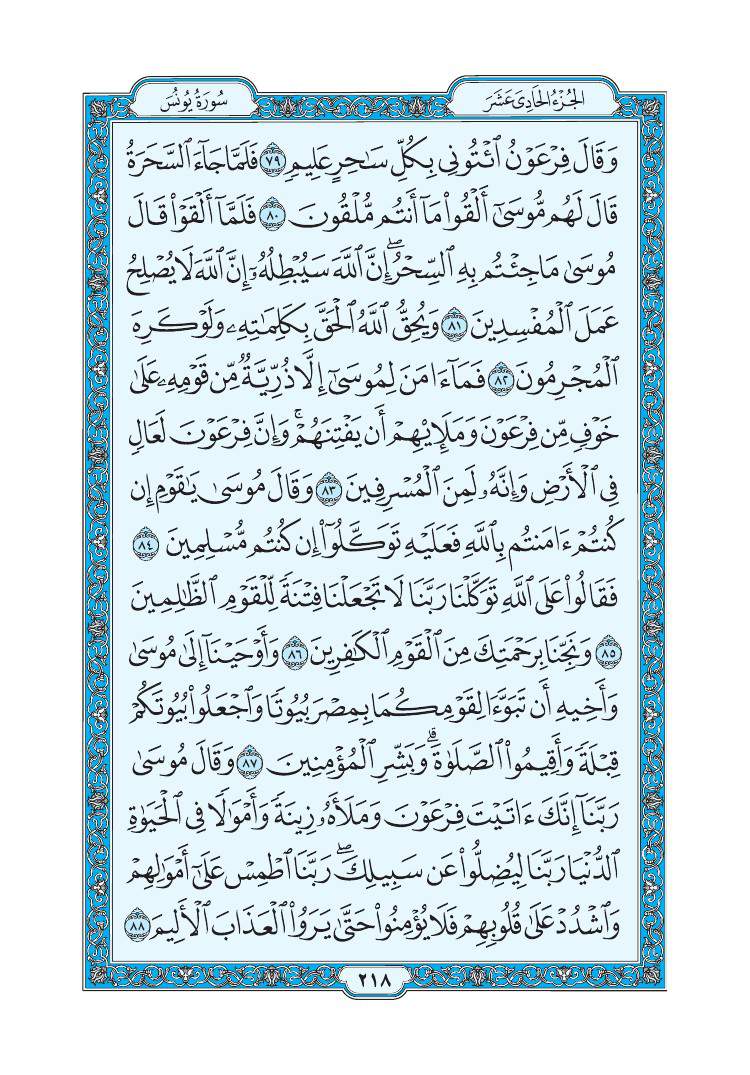 الجُزْءُ الحَادِى عَشَرَ
سُورَةُ يُونُسَ
وَقَالَ فِرْعَوْنُ ٱئْتُونِى بِكُلِّ سَٰحِرٍ عَلِيمٍ ٧٩ فَلَمَّا جَآءَ ٱلسَّحَرَةُ
قَالَ لَهُم مُّوسَىٰٓ أَلْقُوا۟ مَآ أَنتُم مُّلْقُونَ ٨٠ فَلَمَّآ أَلْقَوْا۟ قَالَ
مُوسَىٰ مَا جِئْتُم بِهِ ٱلسِّحْرُۖ إِنَّ ٱللَّهَ سَيُبْطِلُهُۥٓ إِنَّ ٱللَّهَ لَا يُصْلِحُ
عَمَلَ ٱلْمُفْسِدِينَ ٨١ وَيُحِقُّ ٱللَّهُ ٱلْحَقَّ بِكَلِمَٰتِهِۦ وَلَوْ كَرِهَ
ٱلْمُجْرِمُونَ ٨٢ فَمَآ ءَامَنَ لِمُوسَىٰٓ إِلَّا ذُرِّيَّةٌ مِّن قَوْمِهِۦ عَلَىٰ
خَوْفٍ مِّن فِرْعَوْنَ وَمَلَإِي۟هِمْ أَن يَفْتِنَهُمْۚ وَإِنَّ فِرْعَوْنَ لَعَالٍ
فِى ٱلْأَرْضِ وَإِنَّهُۥ لَمِنَ ٱلْمُسْرِفِينَ ٨٣ وَقَالَ مُوسَىٰ يَٰقَوْمِ إِن
كُنتُمْ ءَامَنتُم بِٱللَّهِ فَعَلَيْهِ تَوَكَّلُوٓا۟ إِن كُنتُم مُّسْلِمِينَ ٨٤
فَقَالُوا۟ عَلَى ٱللَّهِ تَوَكَّلْنَا رَبَّنَا لَا تَجْعَلْنَا فِتْنَةً لِّلْقَوْمِ ٱلظَّٰلِمِينَ
٨٥ وَنَجِّنَا بِرَحْمَتِكَ مِنَ ٱلْقَوْمِ ٱلْكَٰفِرِينَ ٨٦ وَأَوْحَيْنَآ إِلَىٰ مُوسَىٰ
وَأَخِيهِ أَن تَبَوَّءَا لِقَوْمِكُمَا بِمِصْرَ بُيُوتًا وَٱجْعَلُوا۟ بُيُوتَكُمْ
قِبْلَةً وَأَقِيمُوا۟ ٱلصَّلَوٰةَۗ وَبَشِّرِ ٱلْمُؤْمِنِينَ ٨٧ وَقَالَ مُوسَىٰ
رَبَّنَآ إِنَّكَ ءَاتَيْتَ فِرْعَوْنَ وَمَلَأَهُۥ زِينَةً وَأَمْوَٰلًا فِى ٱلْحَيَوٰةِ
ٱلدُّنْيَا رَبَّنَا لِيُضِلُّوا۟ عَن سَبِيلِكَۖ رَبَّنَا ٱطْمِسْ عَلَىٰٓ أَمْوَٰلِهِمْ
وَٱشْدُدْ عَلَىٰ قُلُوبِهِمْ فَلَا يُؤْمِنُوا۟ حَتَّىٰ يَرَوُا۟ ٱلْعَذَابَ ٱلْأَلِيمَ ٨٨
٢١٨